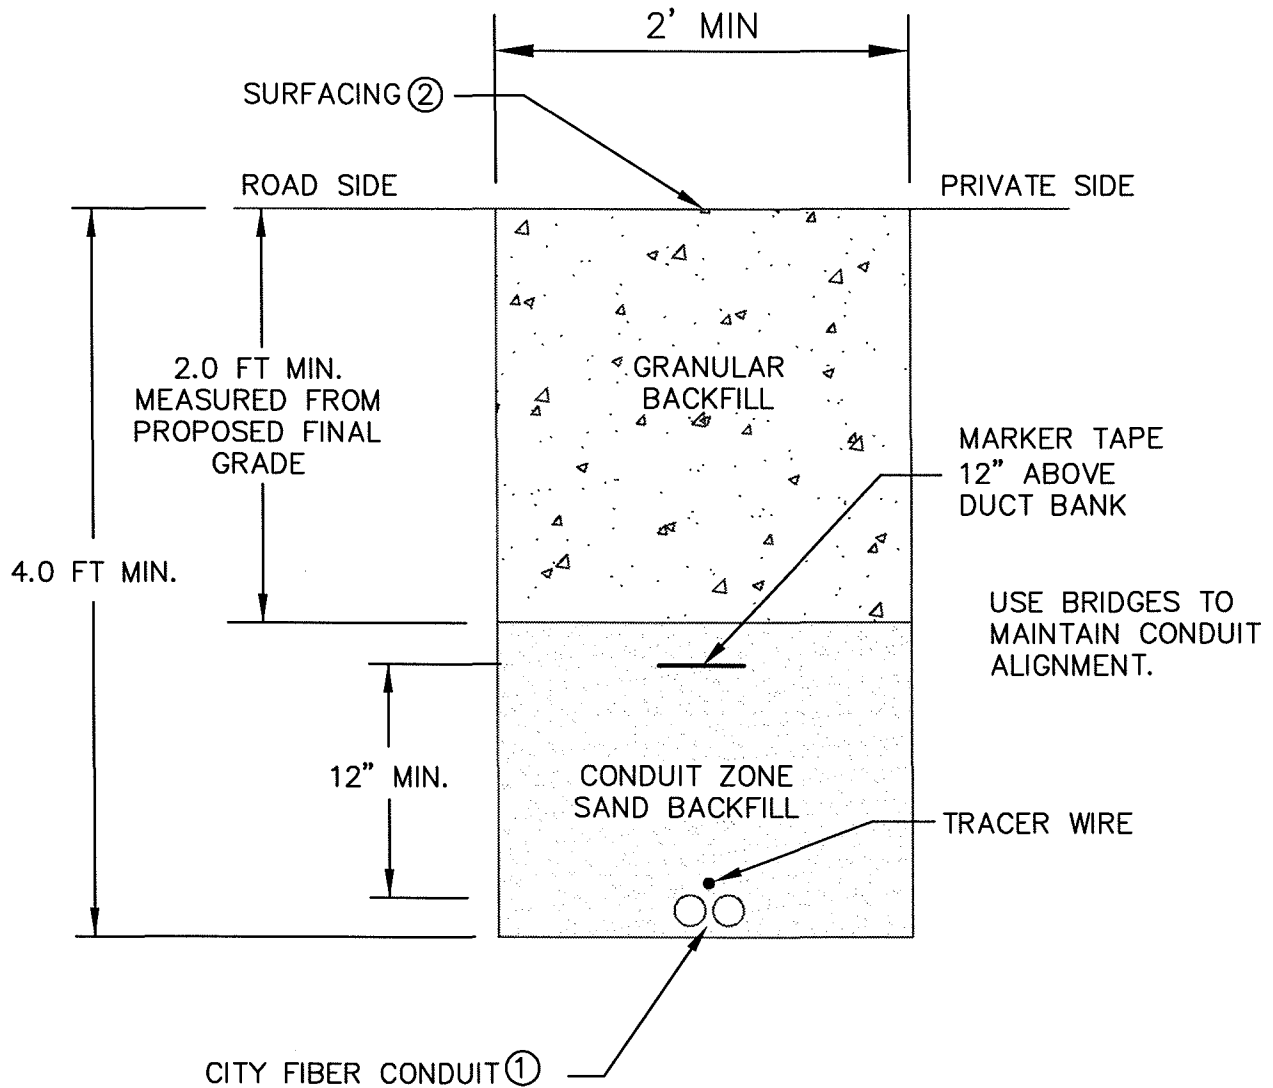 2' MIN
SURFACING ②
ROAD SIDE
PRIVATE SIDE
2.0 FT MIN.
MEASURED FROM
PROPOSED FINAL
GRADE
GRANULAR
BACKFILL
MARKER TAPE
12" ABOVE
DUCT BANK
4.0 FT MIN.
USE BRIDGES TO
MAINTAIN CONDUIT
ALIGNMENT.
12" MIN.
CONDUIT ZONE
SAND BACKFILL
TRACER WIRE
CITY FIBER CONDUIT ①